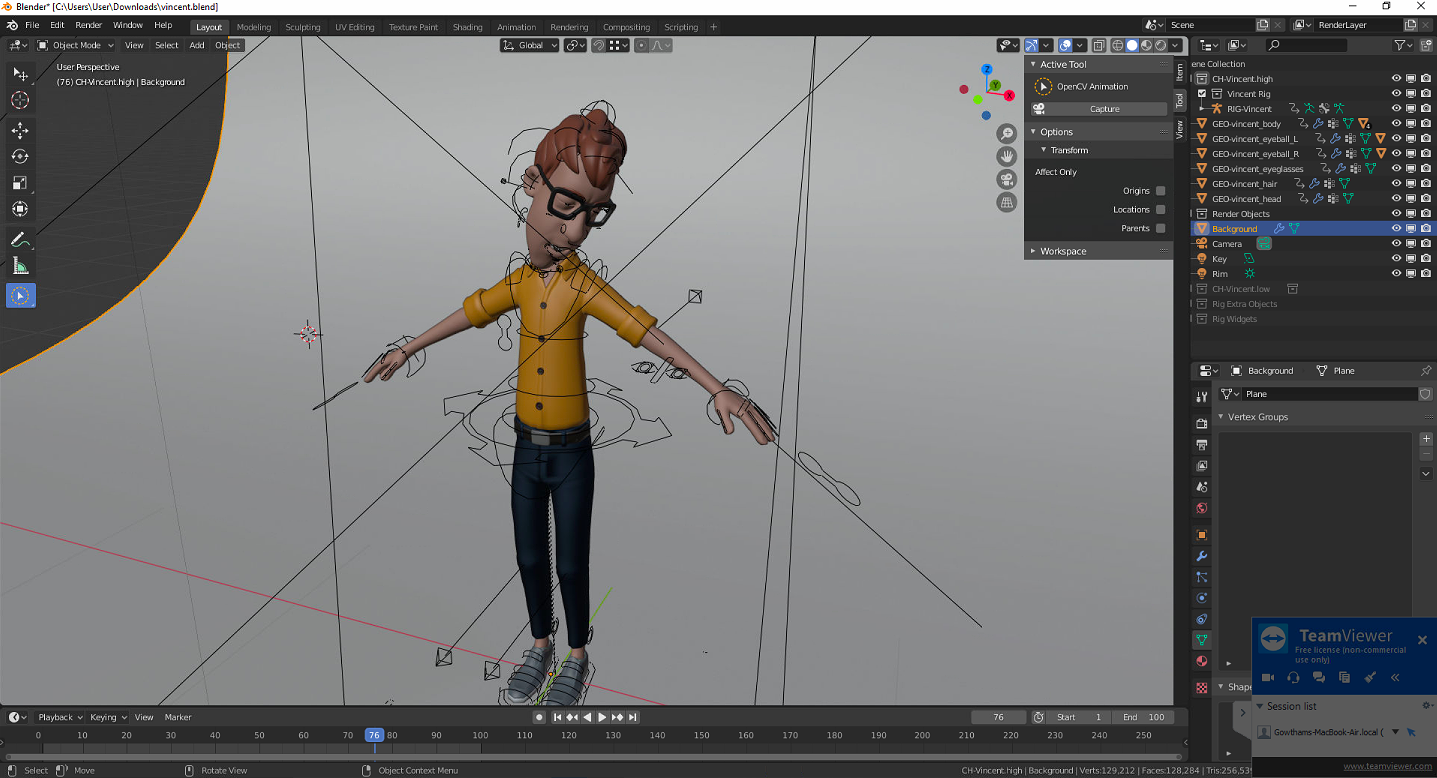 Blender* [C:\Users\User\Downloads\vincent.blend]
File Edit Render Window Help Layout Modeling Sculpting UV Editing Texture Paint Shading Animation Rendering Compositing Scripting + Scene RenderLayer
Object Mode View Select Add Object Global
User Perspective
(76) CH-Vincent.high | Background
Z
Y
X
Active Tool
OpenCV Animation
Capture
Options
Transform
Affect Only
Origins
Locations
Parents
Workspace
Item
Tool
View
ene Collection
CH-Vincent.high
Vincent Rig
RIG-Vincent
GEO-vincent_body 4
GEO-vincent_eyeball_L
GEO-vincent_eyeball_R
GEO-vincent_eyeglasses
GEO-vincent_hair
GEO-vincent_head
Render Objects
Background
Camera
Key
Rim
CH-Vincent.low
Rig Extra Objects
Rig Widgets
Background Plane
Plane
Vertex Groups
Shape
TeamViewer
Free license (non-commercial
use only)
Session list
Gowthams-MacBook-Air.local (
www.teamviewer.com
Playback Keying View Marker 76 Start 1 End 100
0 10 20 30 40 50 60 70 76 80 90 100 110 120 130 140 150 160 170 180 190 200 210 220 230 240 250
Select Move Rotate View Object Context Menu CH-Vincent.high | Background | Verts:129,212 | Faces:128,284 | Tris:256,539